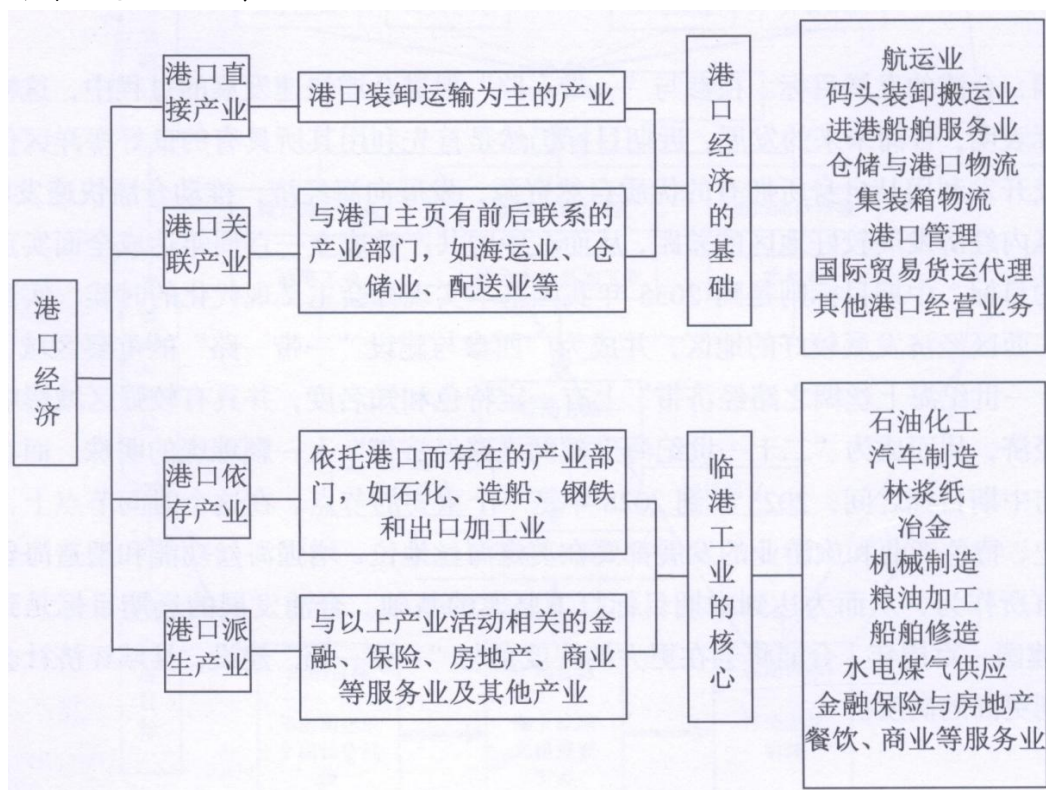 港口经济
港口直
接产业
港口装卸运输为主的产业
港口关
联产业
与港口主页有前后联系的
产业部门，如海运业、仓
储业、配送业等
港口经济的基础
航运业
码头装卸搬运业
进港船舶服务业
仓储与港口物流
集装箱物流
港口管理
国际贸易货运代理
其他港口经营业务
港口依
存产业
依托港口而存在的产业部
门，如石化、造船、钢铁
和出口加工业
港口派
生产业
与以上产业活动相关的金
融、保险、房地产、商业
等服务业及其他产业
临港工业的核心
石油化工
汽车制造
林浆纸
冶金
机械制造
粮油加工
船舶修造
水电煤气供应
金融保险与房地产
餐饮、商业等服务业